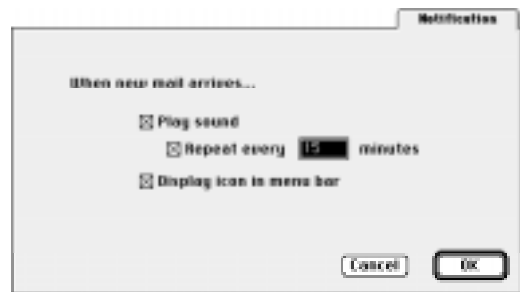 Notification
When new mail arrives...
Play sound
Repeat every 15 minutes
Display icon in menu bar
Cancel OK